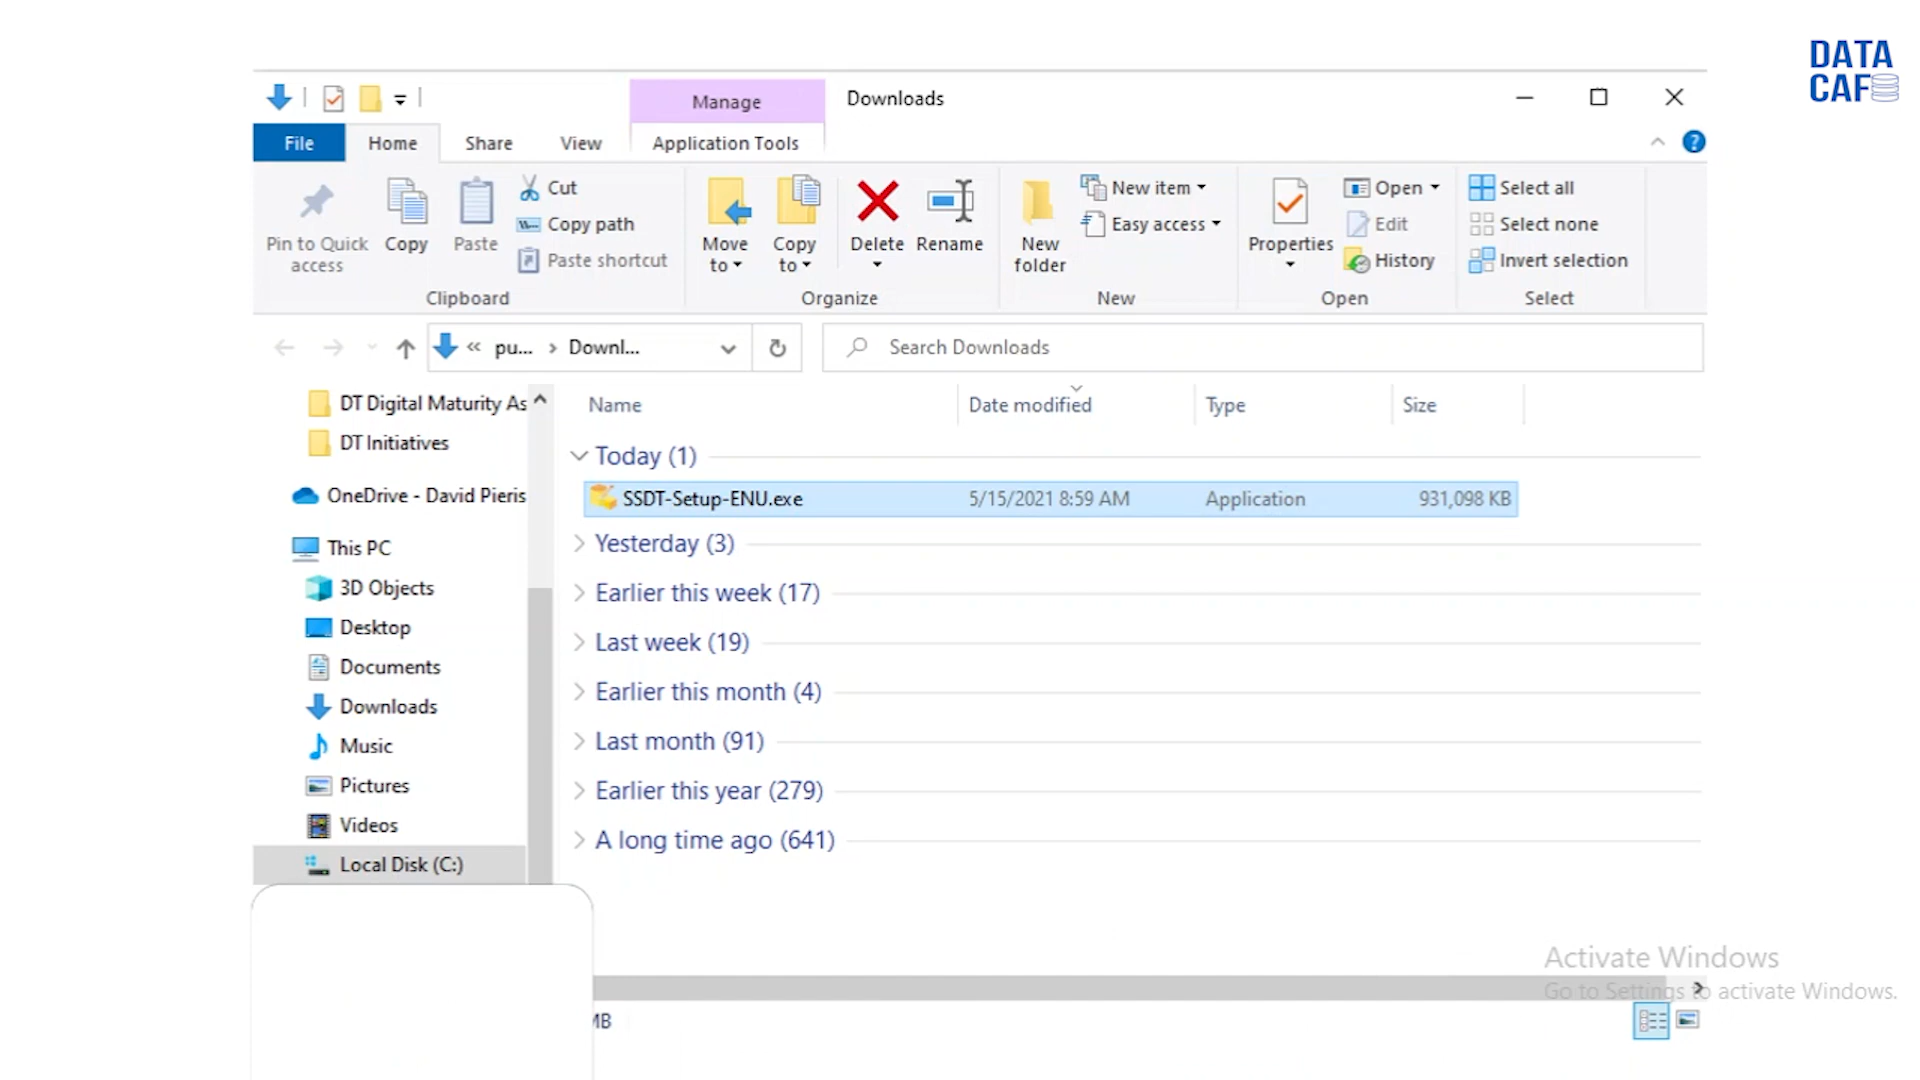 DATA
CAF
Manage
Downloads
File
Home
Share
View
Application Tools
?
Pin to Quick access
Copy
Paste
Cut
Copy path
Paste shortcut
Clipboard
Move to
Copy to
Delete
Rename
Organize
New folder
New item
Easy access
New
Properties
Open
Edit
History
Open
Select all
Select none
Invert selection
Select
« pu... > Downl...
Search Downloads
DT Digital Maturity As
DT Initiatives
OneDrive - David Pieris
This PC
3D Objects
Desktop
Documents
Downloads
Music
Pictures
Videos
Local Disk (C:)
Name
Date modified
Type
Size
Today (1)
SSDT-Setup-ENU.exe 5/15/2021 8:59 AM Application 931,098 KB
Yesterday (3)
Earlier this week (17)
Last week (19)
Earlier this month (4)
Last month (91)
Earlier this year (279)
A long time ago (641)
MB
Activate Windows
Go to Settings to activate Windows.